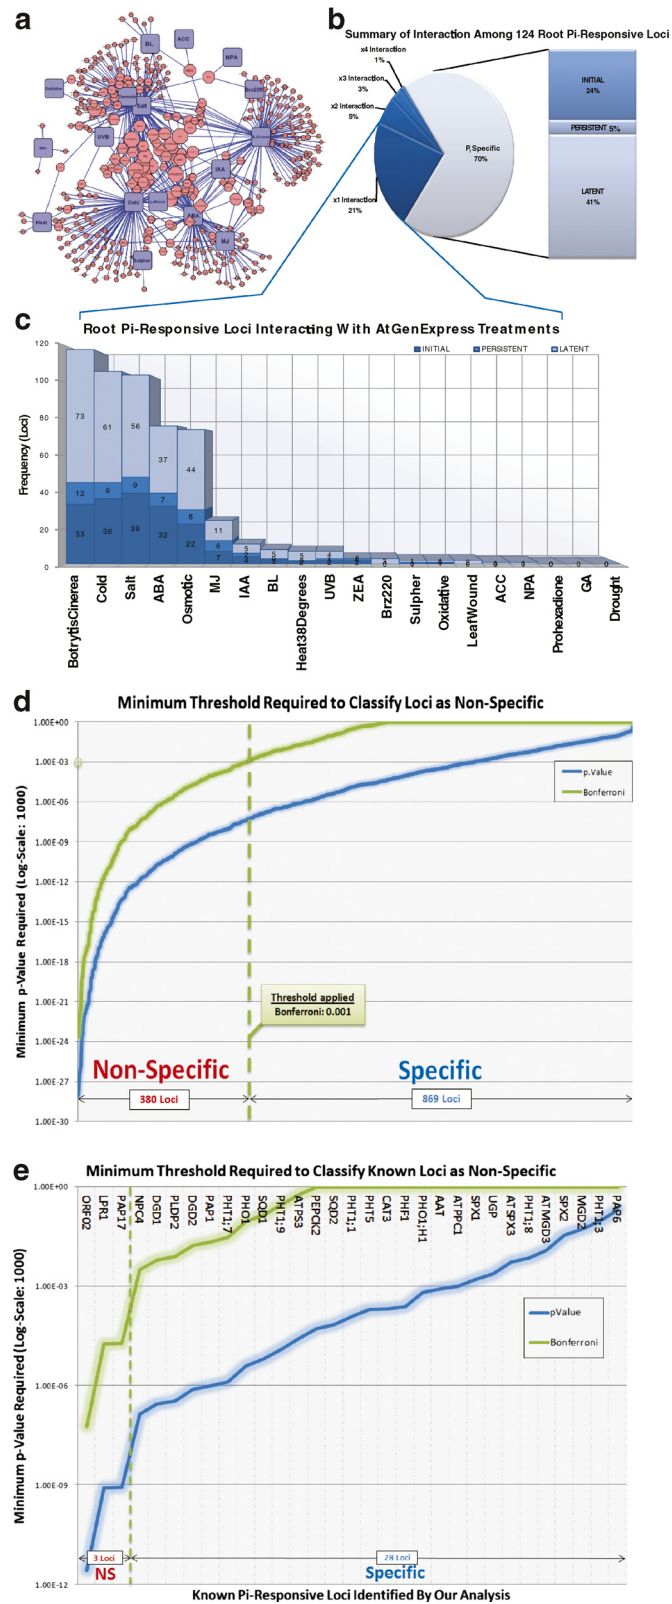 a
BL
ACC
NPA
Oxidative
Salt
Brz220
UVB
IAA
Heat
Cold
ABA
MJ
Sulpher
b
Summary of Interaction Among 124 Root Pi-Responsive Loci
x4 Interaction
1%
x3 Interaction
3%
x2 Interaction
5%
x1 Interaction
21%
Pi Specific
70%
INITIAL
24%
PERSISTENT 5%
LATENT
41%
c
Root Pi-Responsive Loci Interacting With AtGenExpress Treatments
INITIAL PERSISTENT LATENT
Frequency (Loci)
120
100
80
60
40
20
0
73 61 56 37 44 11 5 5 5 4
12 9 9 7 8 6
33 36 39 32 22 7
BotrytisCinerea
Cold
Salt
ABA
Osmotic
MJ
IAA
BL
Heat38Degrees
UVB
ZEA
Brz220
Sulpher
Oxidative
LeafWound
ACC
NPA
Prohexadione
GA
Drought
d
Minimum Threshold Required to Classify Loci as Non-Specific
Minimum p-Value Required (Log-Scale: 1000)
1.00E+00
1.00E-03
1.00E-06
1.00E-09
1.00E-12
1.00E-15
1.00E-18
1.00E-21
1.00E-24
1.00E-27
1.00E-30
p.Value
Bonferroni
Threshold applied
Bonferroni: 0.001
Non-Specific
Specific
380 Loci
869 Loci
e
Minimum Threshold Required to Classify Known Loci as Non-Specific
Minimum p-Value Required (Log-Scale: 1000)
1.00E+00
1.00E-03
1.00E-06
1.00E-09
1.00E-12
ORF02
LPR1
PAP17
NPC4
DGD1
PLDP2
DGD2
PAP1
PHT1;7
PHO1
SQD1
PHT1;9
ATPS3
PEPCK2
SQD2
PHT1;1
PHT5
CAT3
PHF1
PHO1;H1
AAT
ATPPC1
SPX1
UGP
ATSPX3
PHT1;8
ATMGD3
SPX2
MGD2
PHT1;3
PAP6
pValue
Bonferroni
3 Loci
28 Loci
NS
Specific
Known Pi-Responsive Loci Identified By Our Analysis